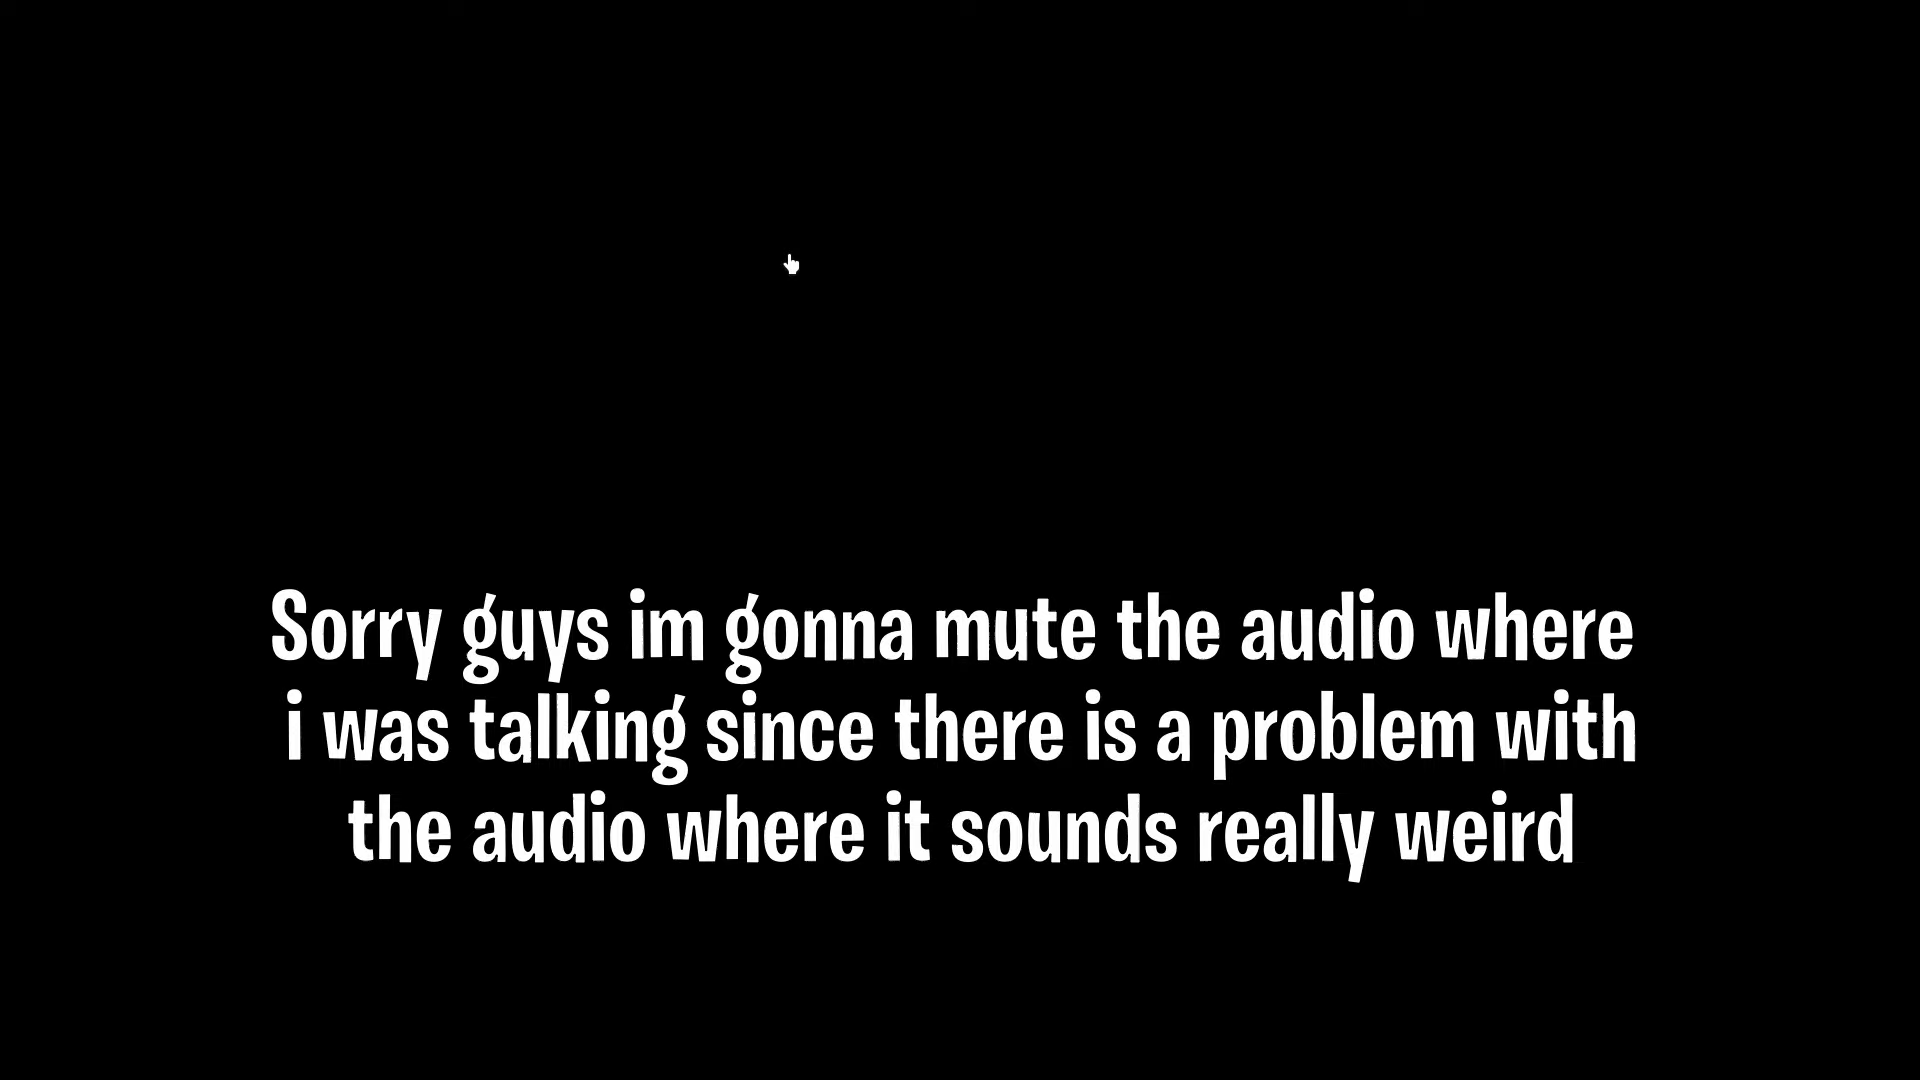 Sorry guys im gonna mute the audio where
i was talking since there is a problem with
the audio where it sounds really weird